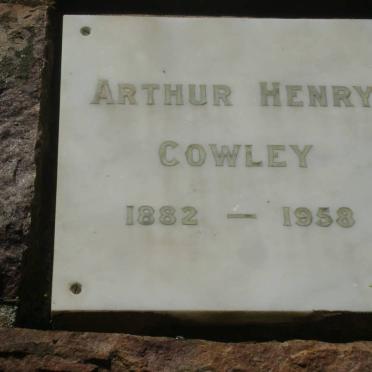 ARTHUR HENRY
COWLEY
1882 — 1958